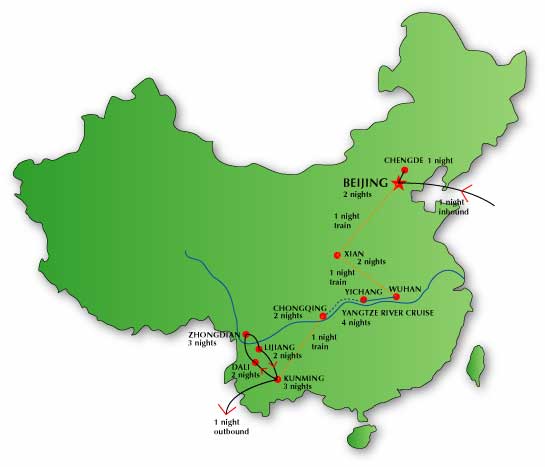 CHENGDE 1 night
BEIJING
2 nights
1 night
inbound
1 night
train
XIAN
2 nights
1 night
train
YICHANG
WUHAN
CHONGQING
2 nights
YANGTZE RIVER CRUISE
4 nights
ZHONGDIAN
3 nights
1 night
train
LIJIANG
2 nights
DALI
2 nights
KUNMING
3 nights
1 night
outbound